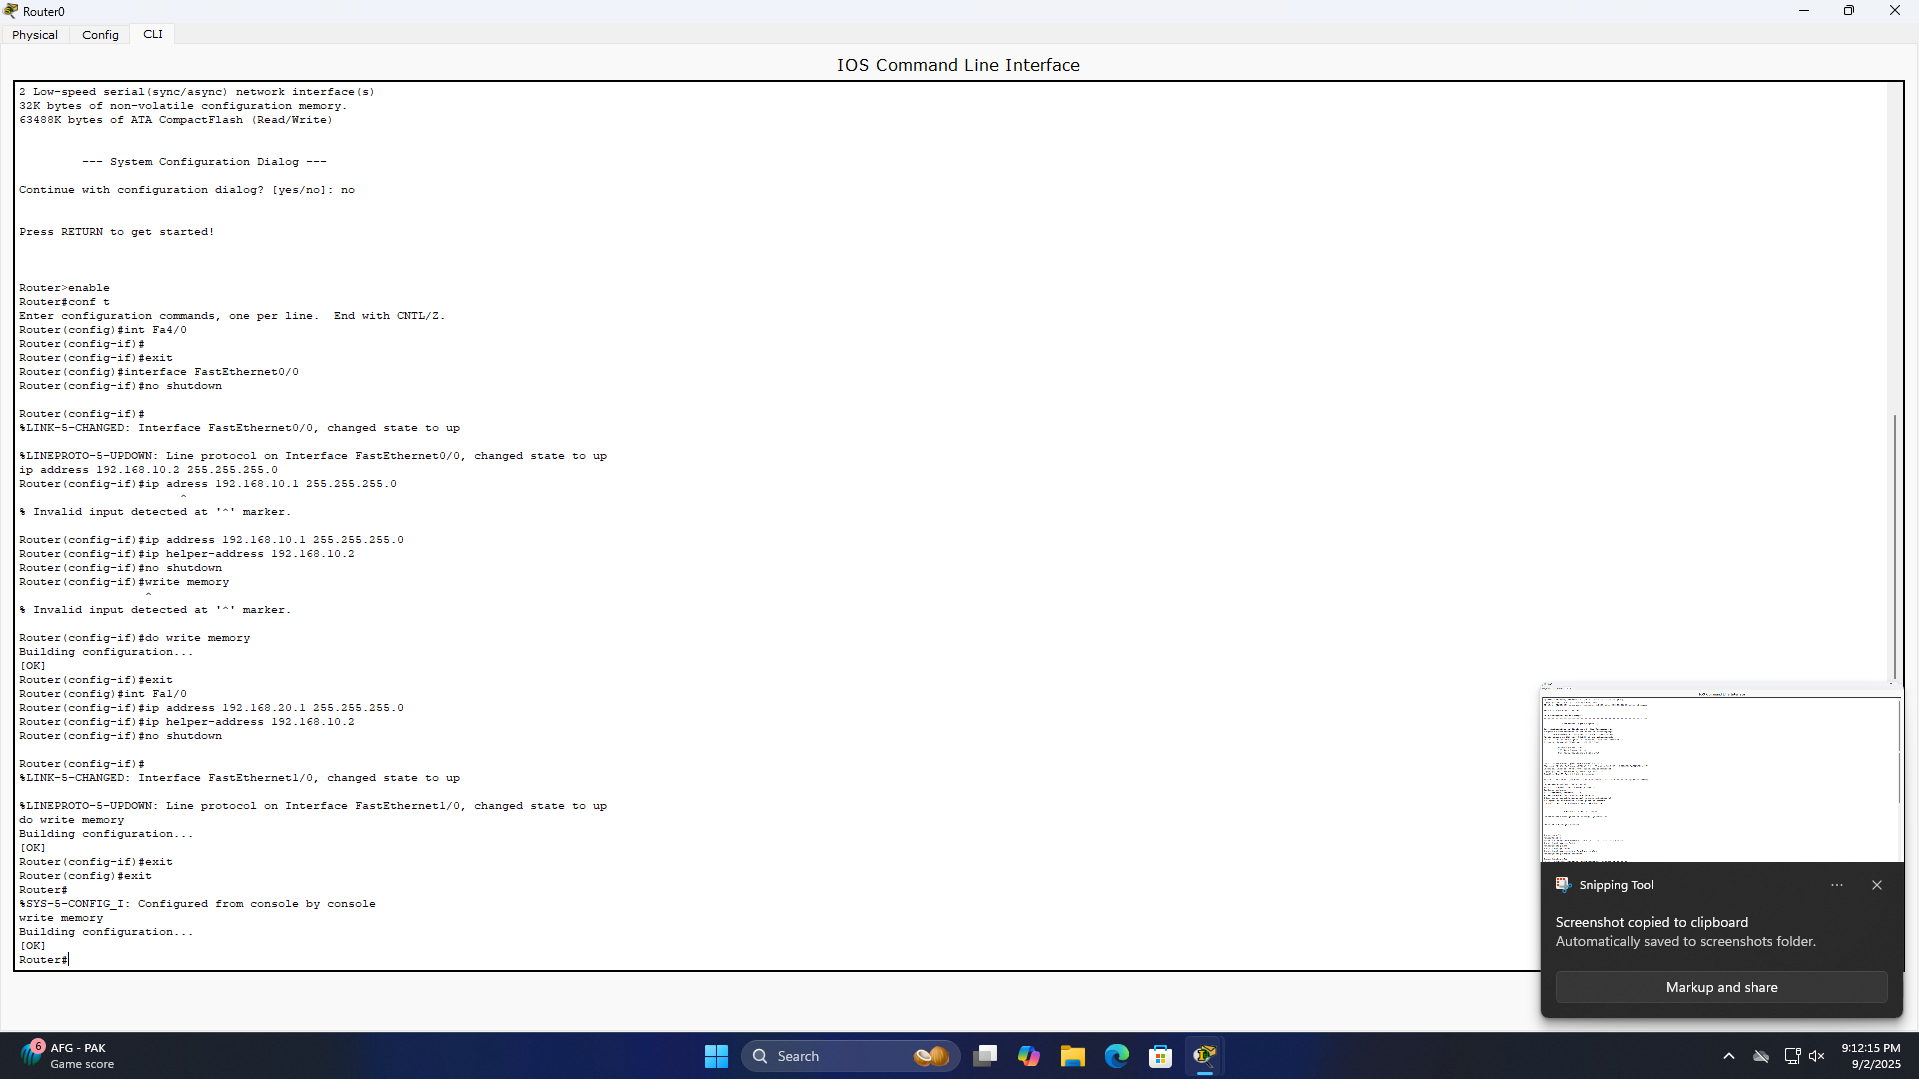 Router0
Physical
Config
CLI
IOS Command Line Interface
2 Low-speed serial(sync/async) network interface(s)
32K bytes of non-volatile configuration memory.
63488K bytes of ATA CompactFlash (Read/Write)
--- System Configuration Dialog ---
Continue with configuration dialog? [yes/no]: no
Press RETURN to get started!
Router>enable
Router#conf t
Enter configuration commands, one per line.  End with CNTL/Z.
Router(config)#int Fa4/0
Router(config-if)#
Router(config-if)#exit
Router(config)#interface FastEthernet0/0
Router(config-if)#no shutdown
Router(config-if)#
%LINK-5-CHANGED: Interface FastEthernet0/0, changed state to up
%LINEPROTO-5-UPDOWN: Line protocol on Interface FastEthernet0/0, changed state to up
ip address 192.168.10.2 255.255.255.0
Router(config-if)#ip adress 192.168.10.1 255.255.255.0
^
% Invalid input detected at '^' marker.
Router(config-if)#ip address 192.168.10.1 255.255.255.0
Router(config-if)#ip helper-address 192.168.10.2
Router(config-if)#no shutdown
Router(config-if)#write memory
^
% Invalid input detected at '^' marker.
Router(config-if)#do write memory
Building configuration...
[OK]
Router(config-if)#exit
Router(config)#int Fa1/0
Router(config-if)#ip address 192.168.20.1 255.255.255.0
Router(config-if)#ip helper-address 192.168.10.2
Router(config-if)#no shutdown
Router(config-if)#
%LINK-5-CHANGED: Interface FastEthernet1/0, changed state to up
%LINEPROTO-5-UPDOWN: Line protocol on Interface FastEthernet1/0, changed state to up
do write memory
Building configuration...
[OK]
Router(config-if)#exit
Router(config)#exit
Router#
%SYS-5-CONFIG_I: Configured from console by console
write memory
Building configuration...
[OK]
Router#
Snipping Tool
Screenshot copied to clipboard
Automatically saved to screenshots folder.
Markup and share
6
AFG - PAK
Game score
Search
9:12:15 PM
9/2/2025